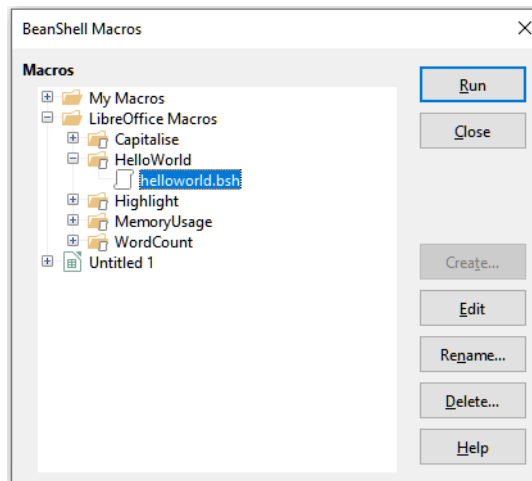 BeanShell Macros
Macros
My Macros
LibreOffice Macros
Capitalise
HelloWorld
helloworld.bsh
Highlight
MemoryUsage
WordCount
Untitled 1
Run
Close
Create...
Edit
Rename...
Delete...
Help